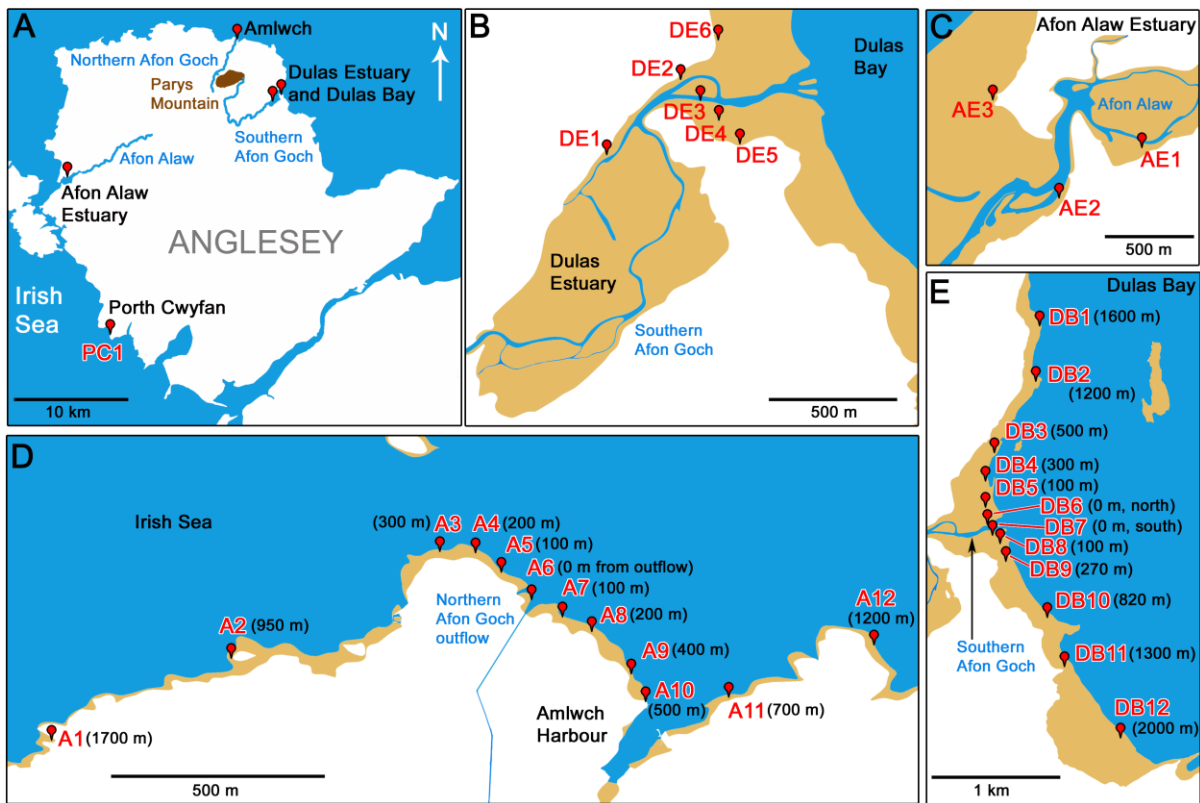 A
Amlwch
N
Northern Afon Goch
Parys
Mountain
Dulas Estuary
and Dulas Bay
Southern
Afon Goch
Afon Alaw
Afon Alaw
Estuary
ANGLESEY
Irish
Sea
Porth Cwyfan
PC1
10 km
B
DE6
Dulas
Bay
DE2
DE3
DE1
DE4
DE5
Dulas
Estuary
Southern
Afon Goch
500 m
C
Afon Alaw Estuary
AE3
Afon Alaw
AE1
AE2
500 m
D
Irish Sea
(300 m) A3
A4 (200 m)
A5 (100 m)
A6 (0 m from outflow)
A7 (100 m)
Northern
Afon Goch
outflow
A8 (200 m)
A12
(1200 m)
A2 (950 m)
A9 (400 m)
A10
(500 m)
A11 (700 m)
A1 (1700 m)
Amlwch
Harbour
500 m
E
Dulas Bay
DB1 (1600 m)
DB2
(1200 m)
DB3 (500 m)
DB4 (300 m)
DB5 (100 m)
DB6 (0 m, north)
DB7 (0 m, south)
DB8 (100 m)
DB9 (270 m)
DB10 (820 m)
Southern
Afon Goch
DB11 (1300 m)
DB12
(2000 m)
1 km